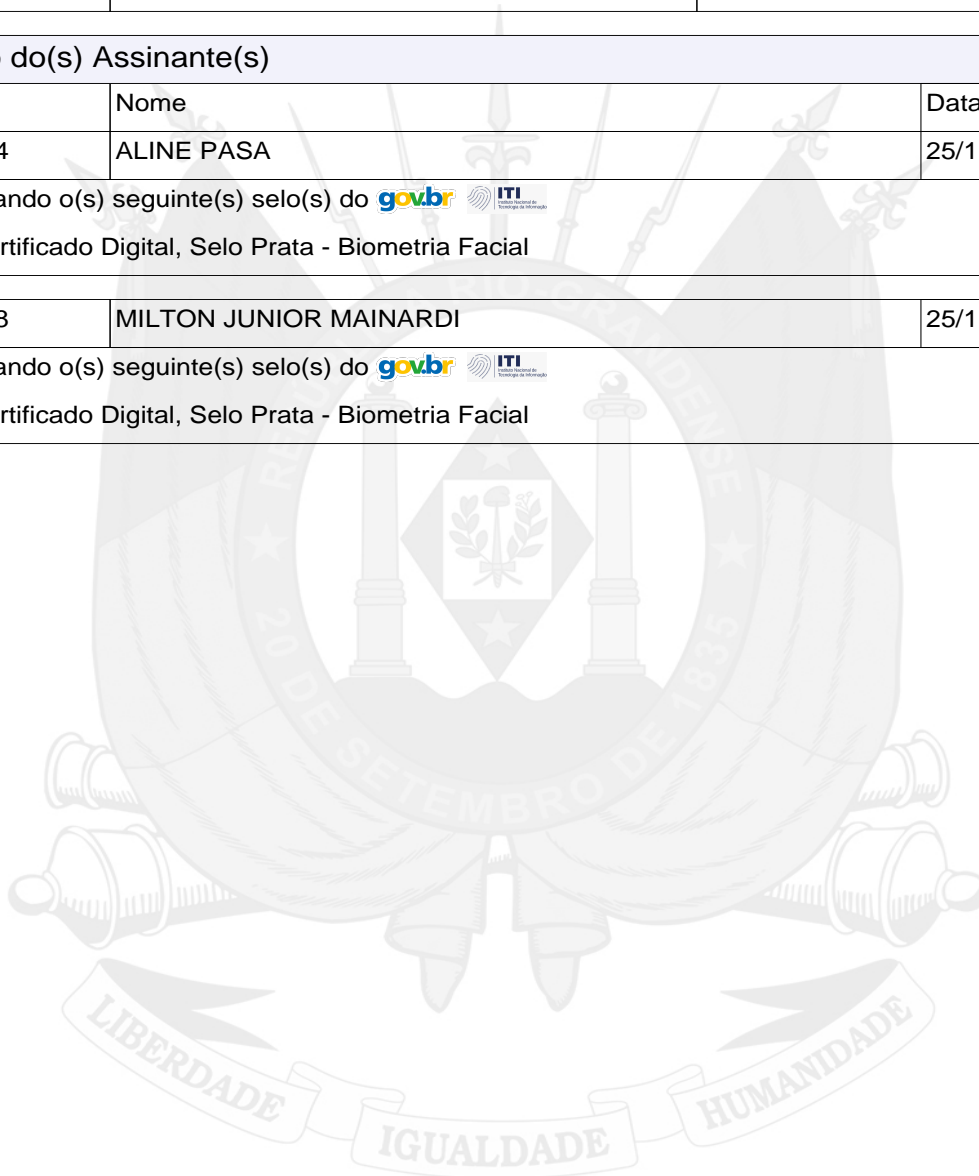 do(s) Assinante(s)
Nome Data
4 ALINE PASA 25/1
ando o(s) seguinte(s) selo(s) do gov.br ITI
rtificado Digital, Selo Prata - Biometria Facial
3 MILTON JUNIOR MAINARDI 25/1
ando o(s) seguinte(s) selo(s) do gov.br ITI
rtificado Digital, Selo Prata - Biometria Facial
REPÚBLICA RIO-GRANDENSE
20 DE SETEMBRO DE 1835
LIBERDADE IGUALDADE HUMANIDADE